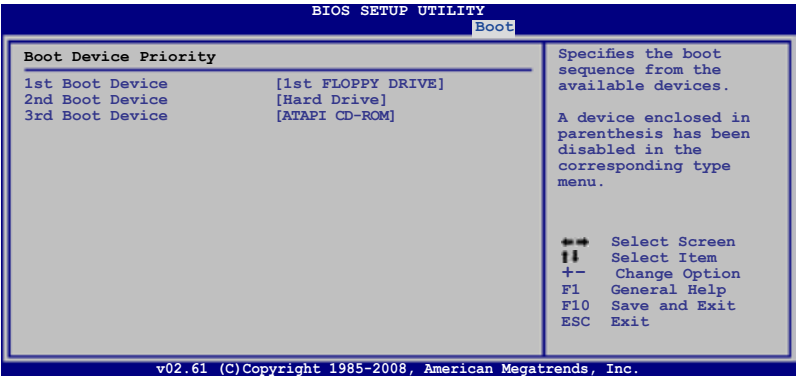 BIOS SETUP UTILITY
Boot
Boot Device Priority
1st Boot Device [1st FLOPPY DRIVE]
2nd Boot Device [Hard Drive]
3rd Boot Device [ATAPI CD-ROM]
Specifies the boot
sequence from the
available devices.
A device enclosed in
parenthesis has been
disabled in the
corresponding type
menu.
←→ Select Screen
↑↓ Select Item
+- Change Option
F1 General Help
F10 Save and Exit
ESC Exit
v02.61 (C)Copyright 1985-2008, American Megatrends, Inc.